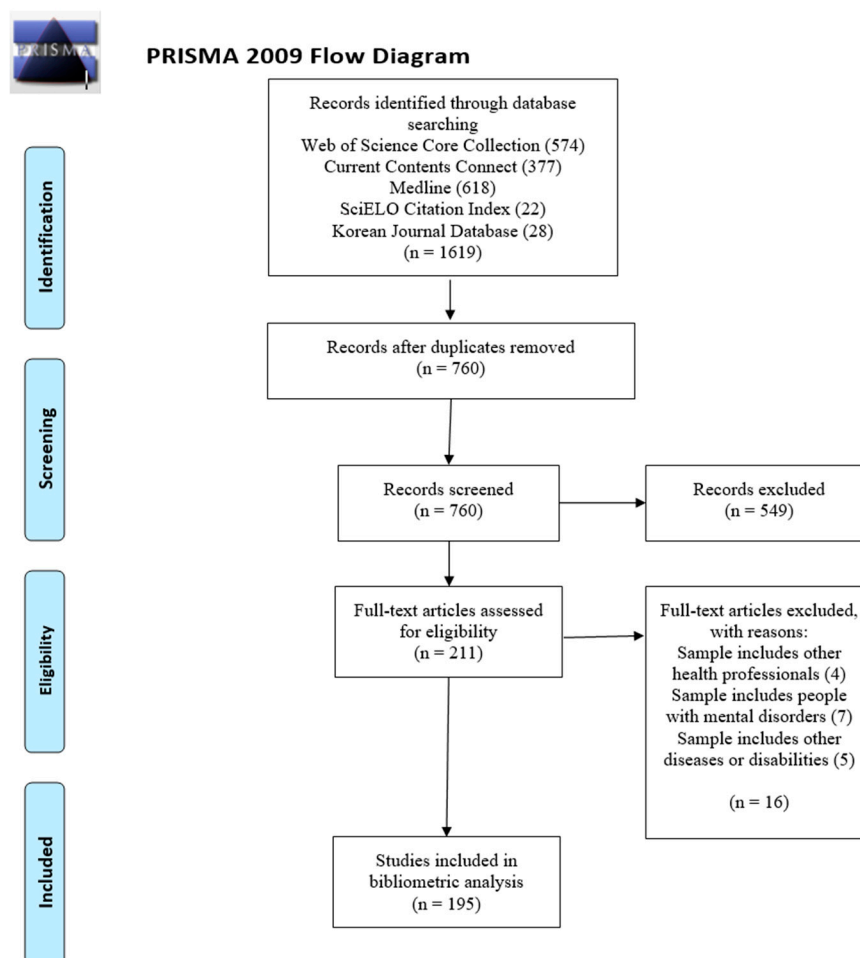 PRISMA
PRISMA 2009 Flow Diagram
Identification
Records identified through database
searching
Web of Science Core Collection (574)
Current Contents Connect (377)
Medline (618)
SciELO Citation Index (22)
Korean Journal Database (28)
(n = 1619)
Records after duplicates removed
(n = 760)
Screening
Records screened
(n = 760)
Records excluded
(n = 549)
Eligibility
Full-text articles assessed
for eligibility
(n = 211)
Full-text articles excluded,
with reasons:
Sample includes other
health professionals (4)
Sample includes people
with mental disorders (7)
Sample includes other
diseases or disabilities (5)
(n = 16)
Included
Studies included in
bibliometric analysis
(n = 195)